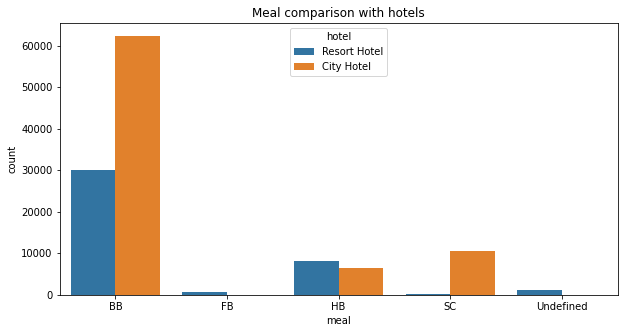 Meal comparison with hotels
hotel
Resort Hotel
City Hotel
60000
50000
40000
30000
20000
10000
0
count
BB FB HB SC Undefined
meal